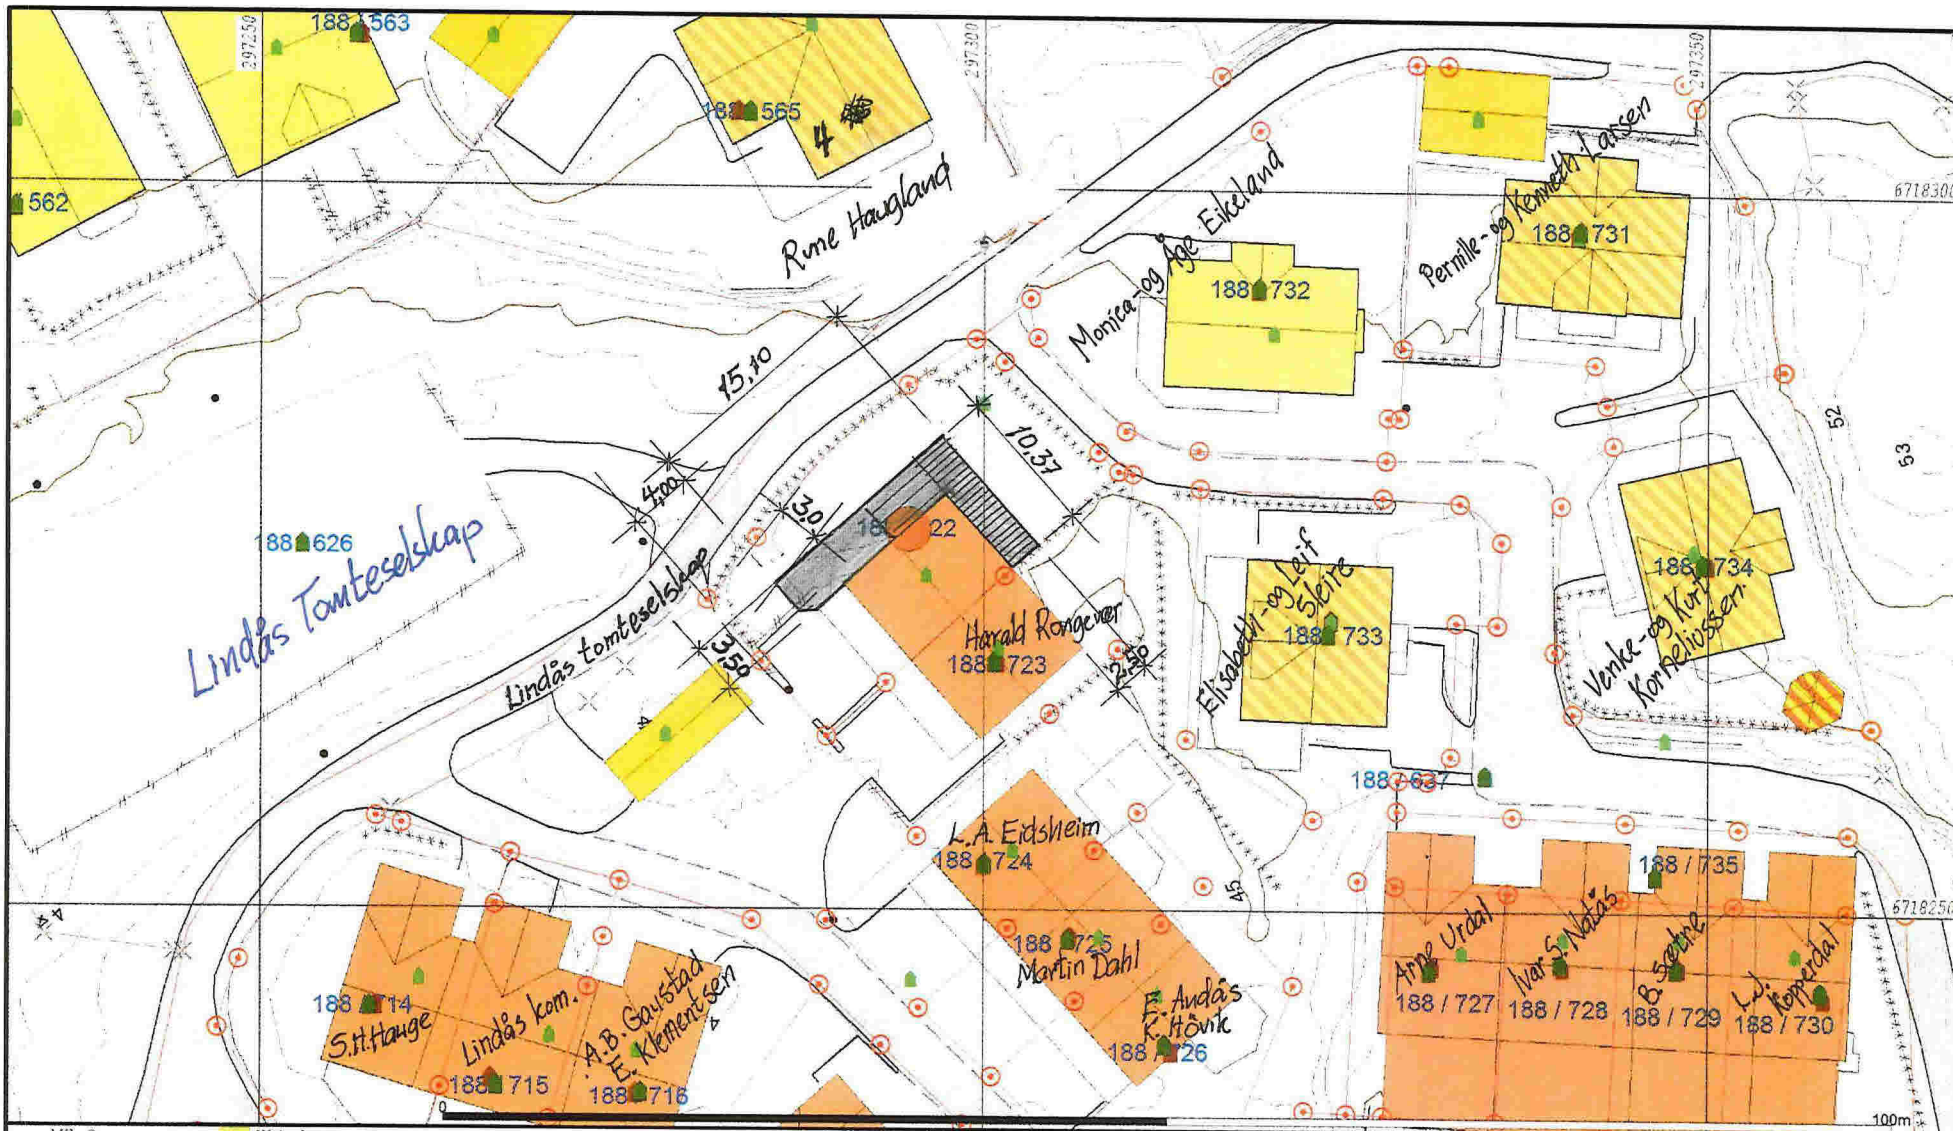 188 / 563
297250
297300
297350
188 / 565
4
562
6718300
Rune Haugland
Monica-og Åge Eikeland
Pernille-og Kenneth Larsen
188 / 731
188 / 732
15,10
10.37
4,00
3.0
52
53
188 / 626
Lindås Tomteselskap
22
Lindås tomteselskap
3,50
Harald Rongevær
188 / 723
2.50
Elisabeth-og Leif
Sleire
188 / 733
188 / 734
Venke-og Kurt
Korneliussen.
188 / 637
L.A. Eidsheim
188 / 724
45
188 / 735
6718250
188 / 725
Martin Dahl
E. Andås
K. Hövik
188 / 726
Arne Urdal
188 / 727
Ivar S. Natås
188 / 728
B. Sætre
188 / 729
L.J.
Kopperdal
188 / 730
188 / 714
S.H.Hauge
Lindås kom.
188 / 715
A.B. Gaustad
E. Klementsen
188 / 716
0
100m